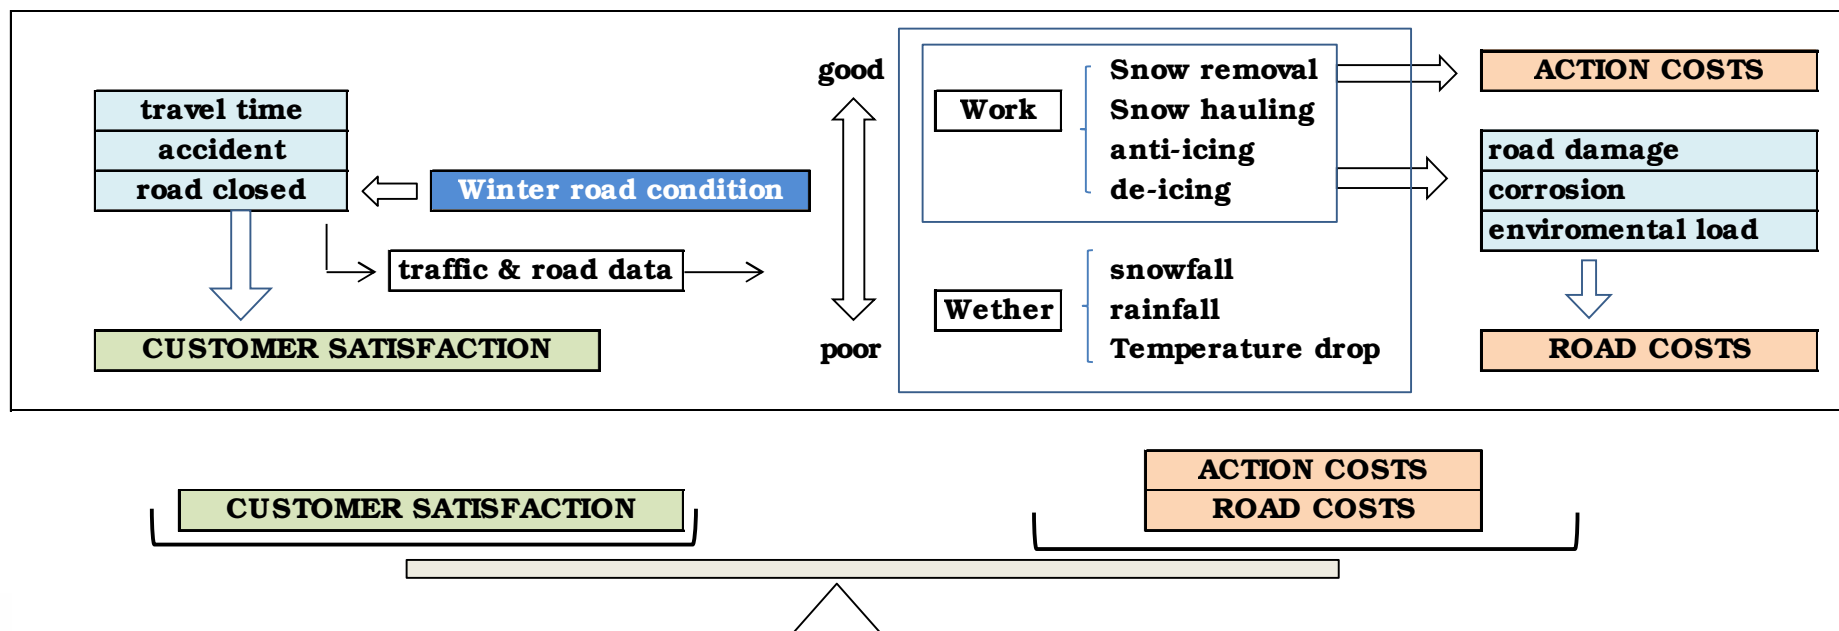 travel time
accident
road closed
Winter road condition
traffic & road data
CUSTOMER SATISFACTION
good
poor
Work
Snow removal
Snow hauling
anti-icing
de-icing
Wether
snowfall
rainfall
Temperature drop
ACTION COSTS
road damage
corrosion
enviromental load
ROAD COSTS
CUSTOMER SATISFACTION
ACTION COSTS
ROAD COSTS